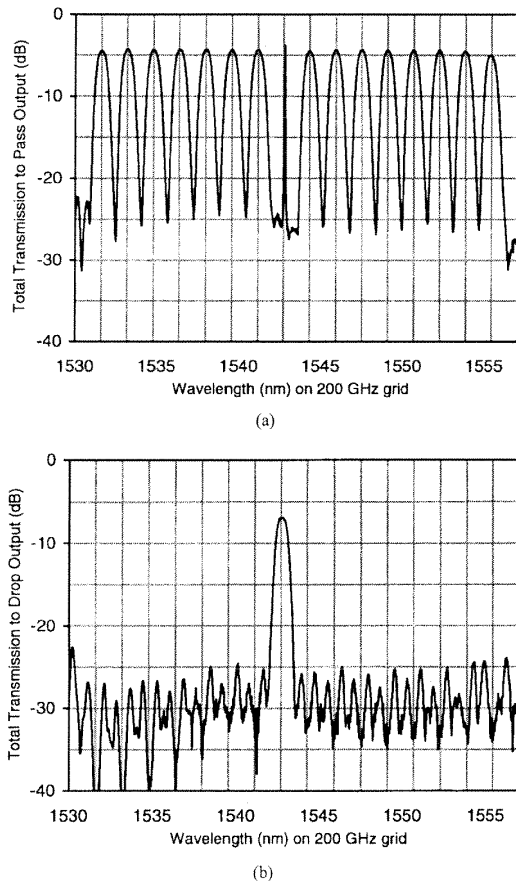 0
-10
-20
-30
-40
Total Transmission to Pass Output (dB)
1530 1535 1540 1545 1550 1555
Wavelength (nm) on 200 GHz grid
(a)
0
-10
-20
-30
-40
Total Transmission to Drop Output (dB)
1530 1535 1540 1545 1550 1555
Wavelength (nm) on 200 GHz grid
(b)